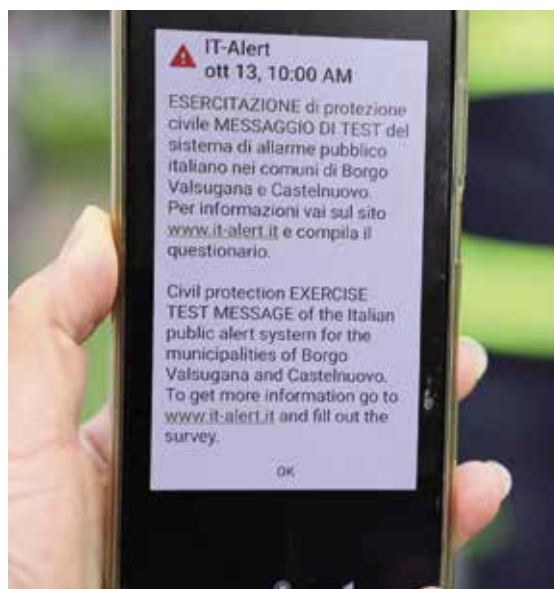 IT-Alert
ott 13, 10:00 AM
ESERCITAZIONE di protezione
civile MESSAGGIO DI TEST del
sistema di allarme pubblico
italiano nei comuni di Borgo
Valsugana e Castelnuovo.
Per informazioni vai sul sito
www.it-alert.it e compila il
questionario.
Civil protection EXERCISE
TEST MESSAGE of the Italian
public alert system for the
municipalities of Borgo
Valsugana and Castelnuovo.
To get more information go to
www.it-alert.it and fill out the
survey.
OK